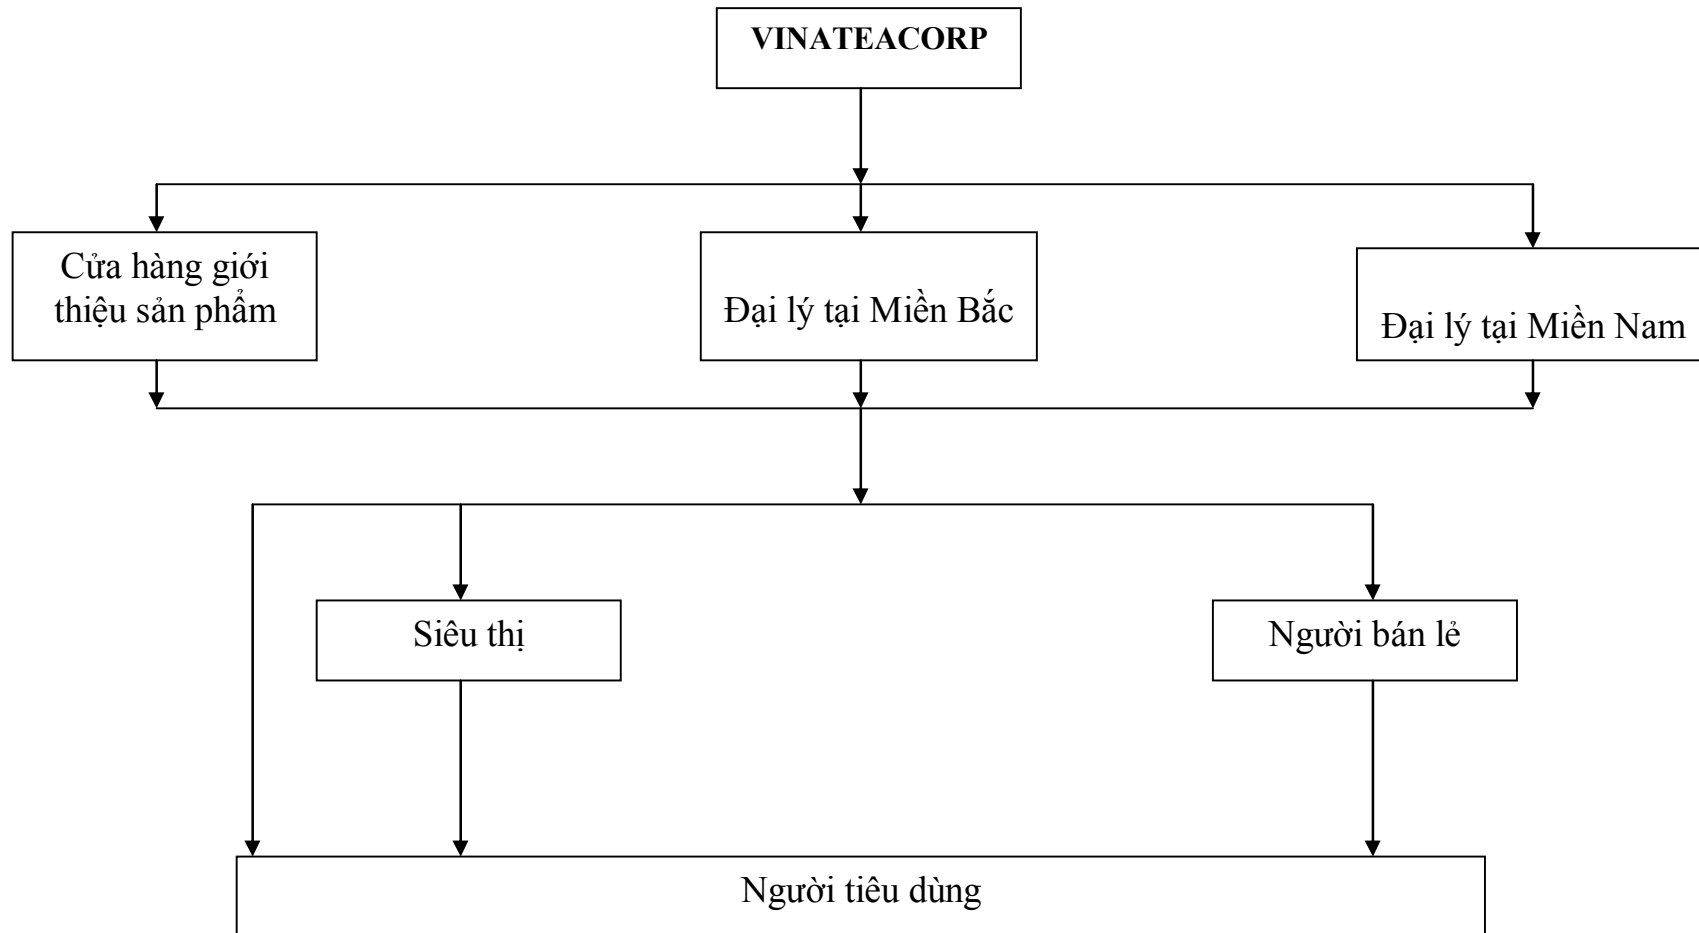 VINATEACORP
Cửa hàng giới
thiệu sản phẩm
Đại lý tại Miền Bắc
Đại lý tại Miền Nam
Siêu thị
Người bán lẻ
Người tiêu dùng